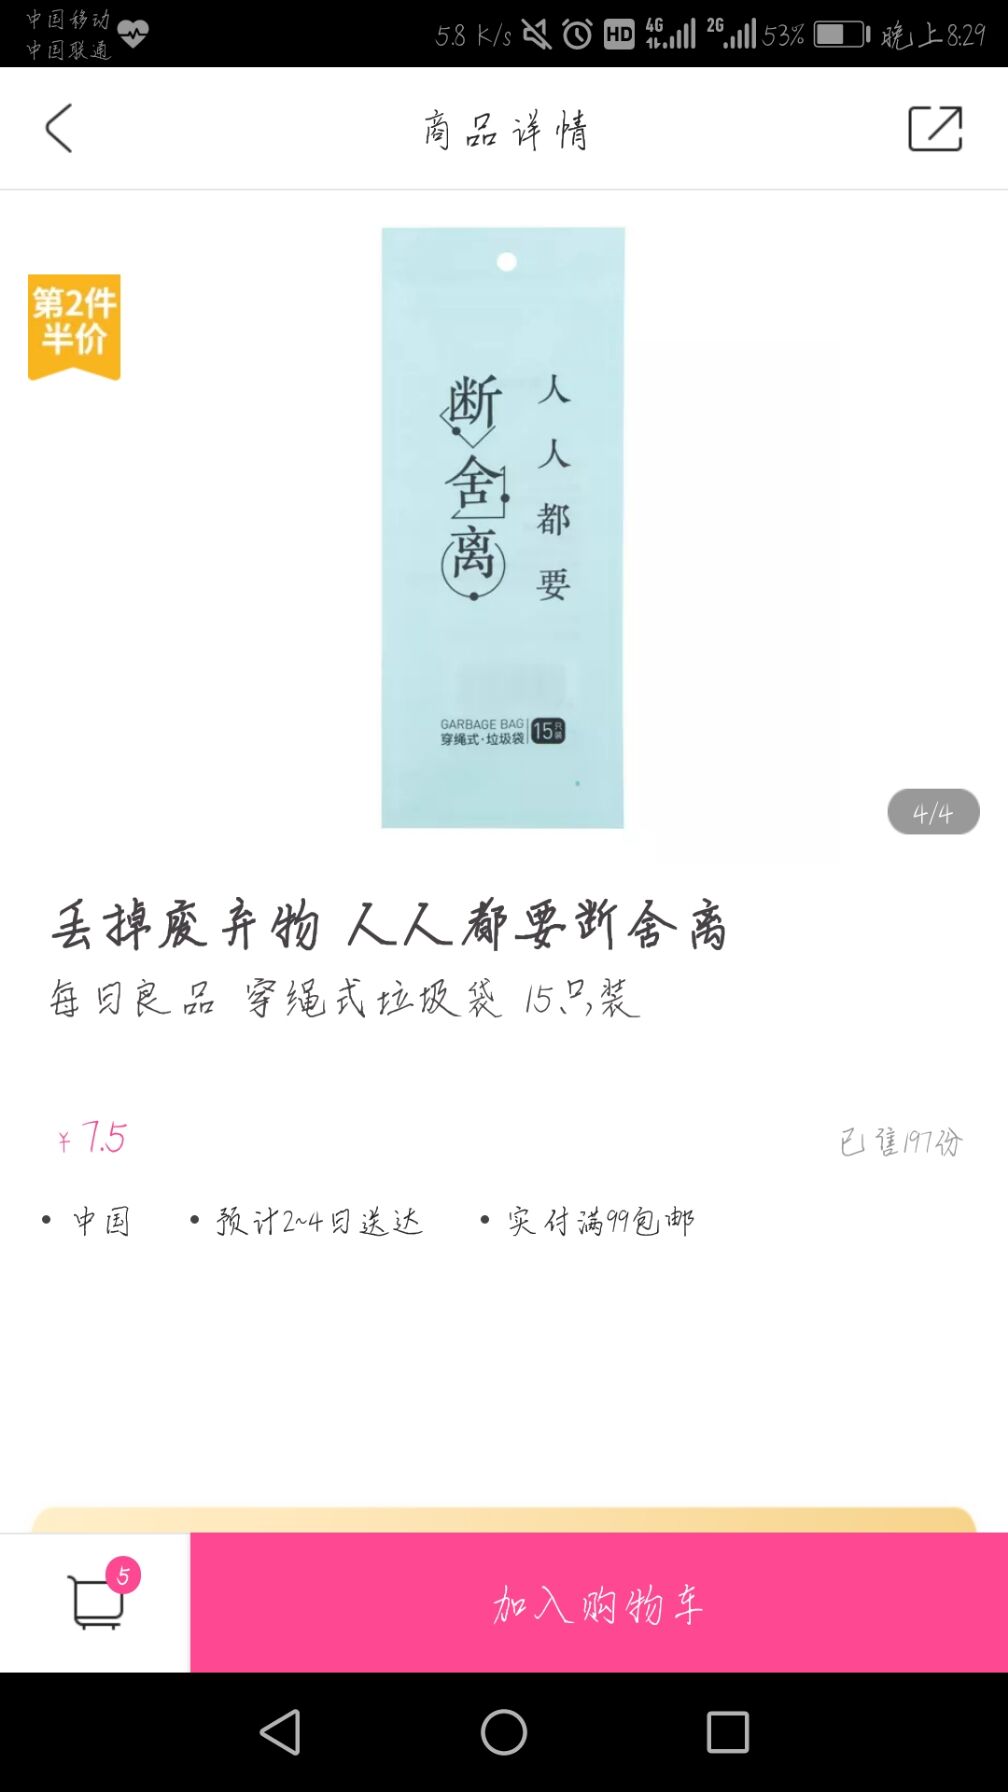 中国移动
中国联通
5.8 K/s
HD
4G
2G
53%
晚上8:29
商品详情
第2件
半价
人人都要
断舍离
GARBAGE BAG
穿绳式·垃圾袋
15只装
4/4
丢掉废弃物 人人都要断舍离
每日良品 穿绳式垃圾袋 15只装
¥7.5
已售197份
• 中国 • 预计2~4日送达 • 实付满99包邮
5
加入购物车